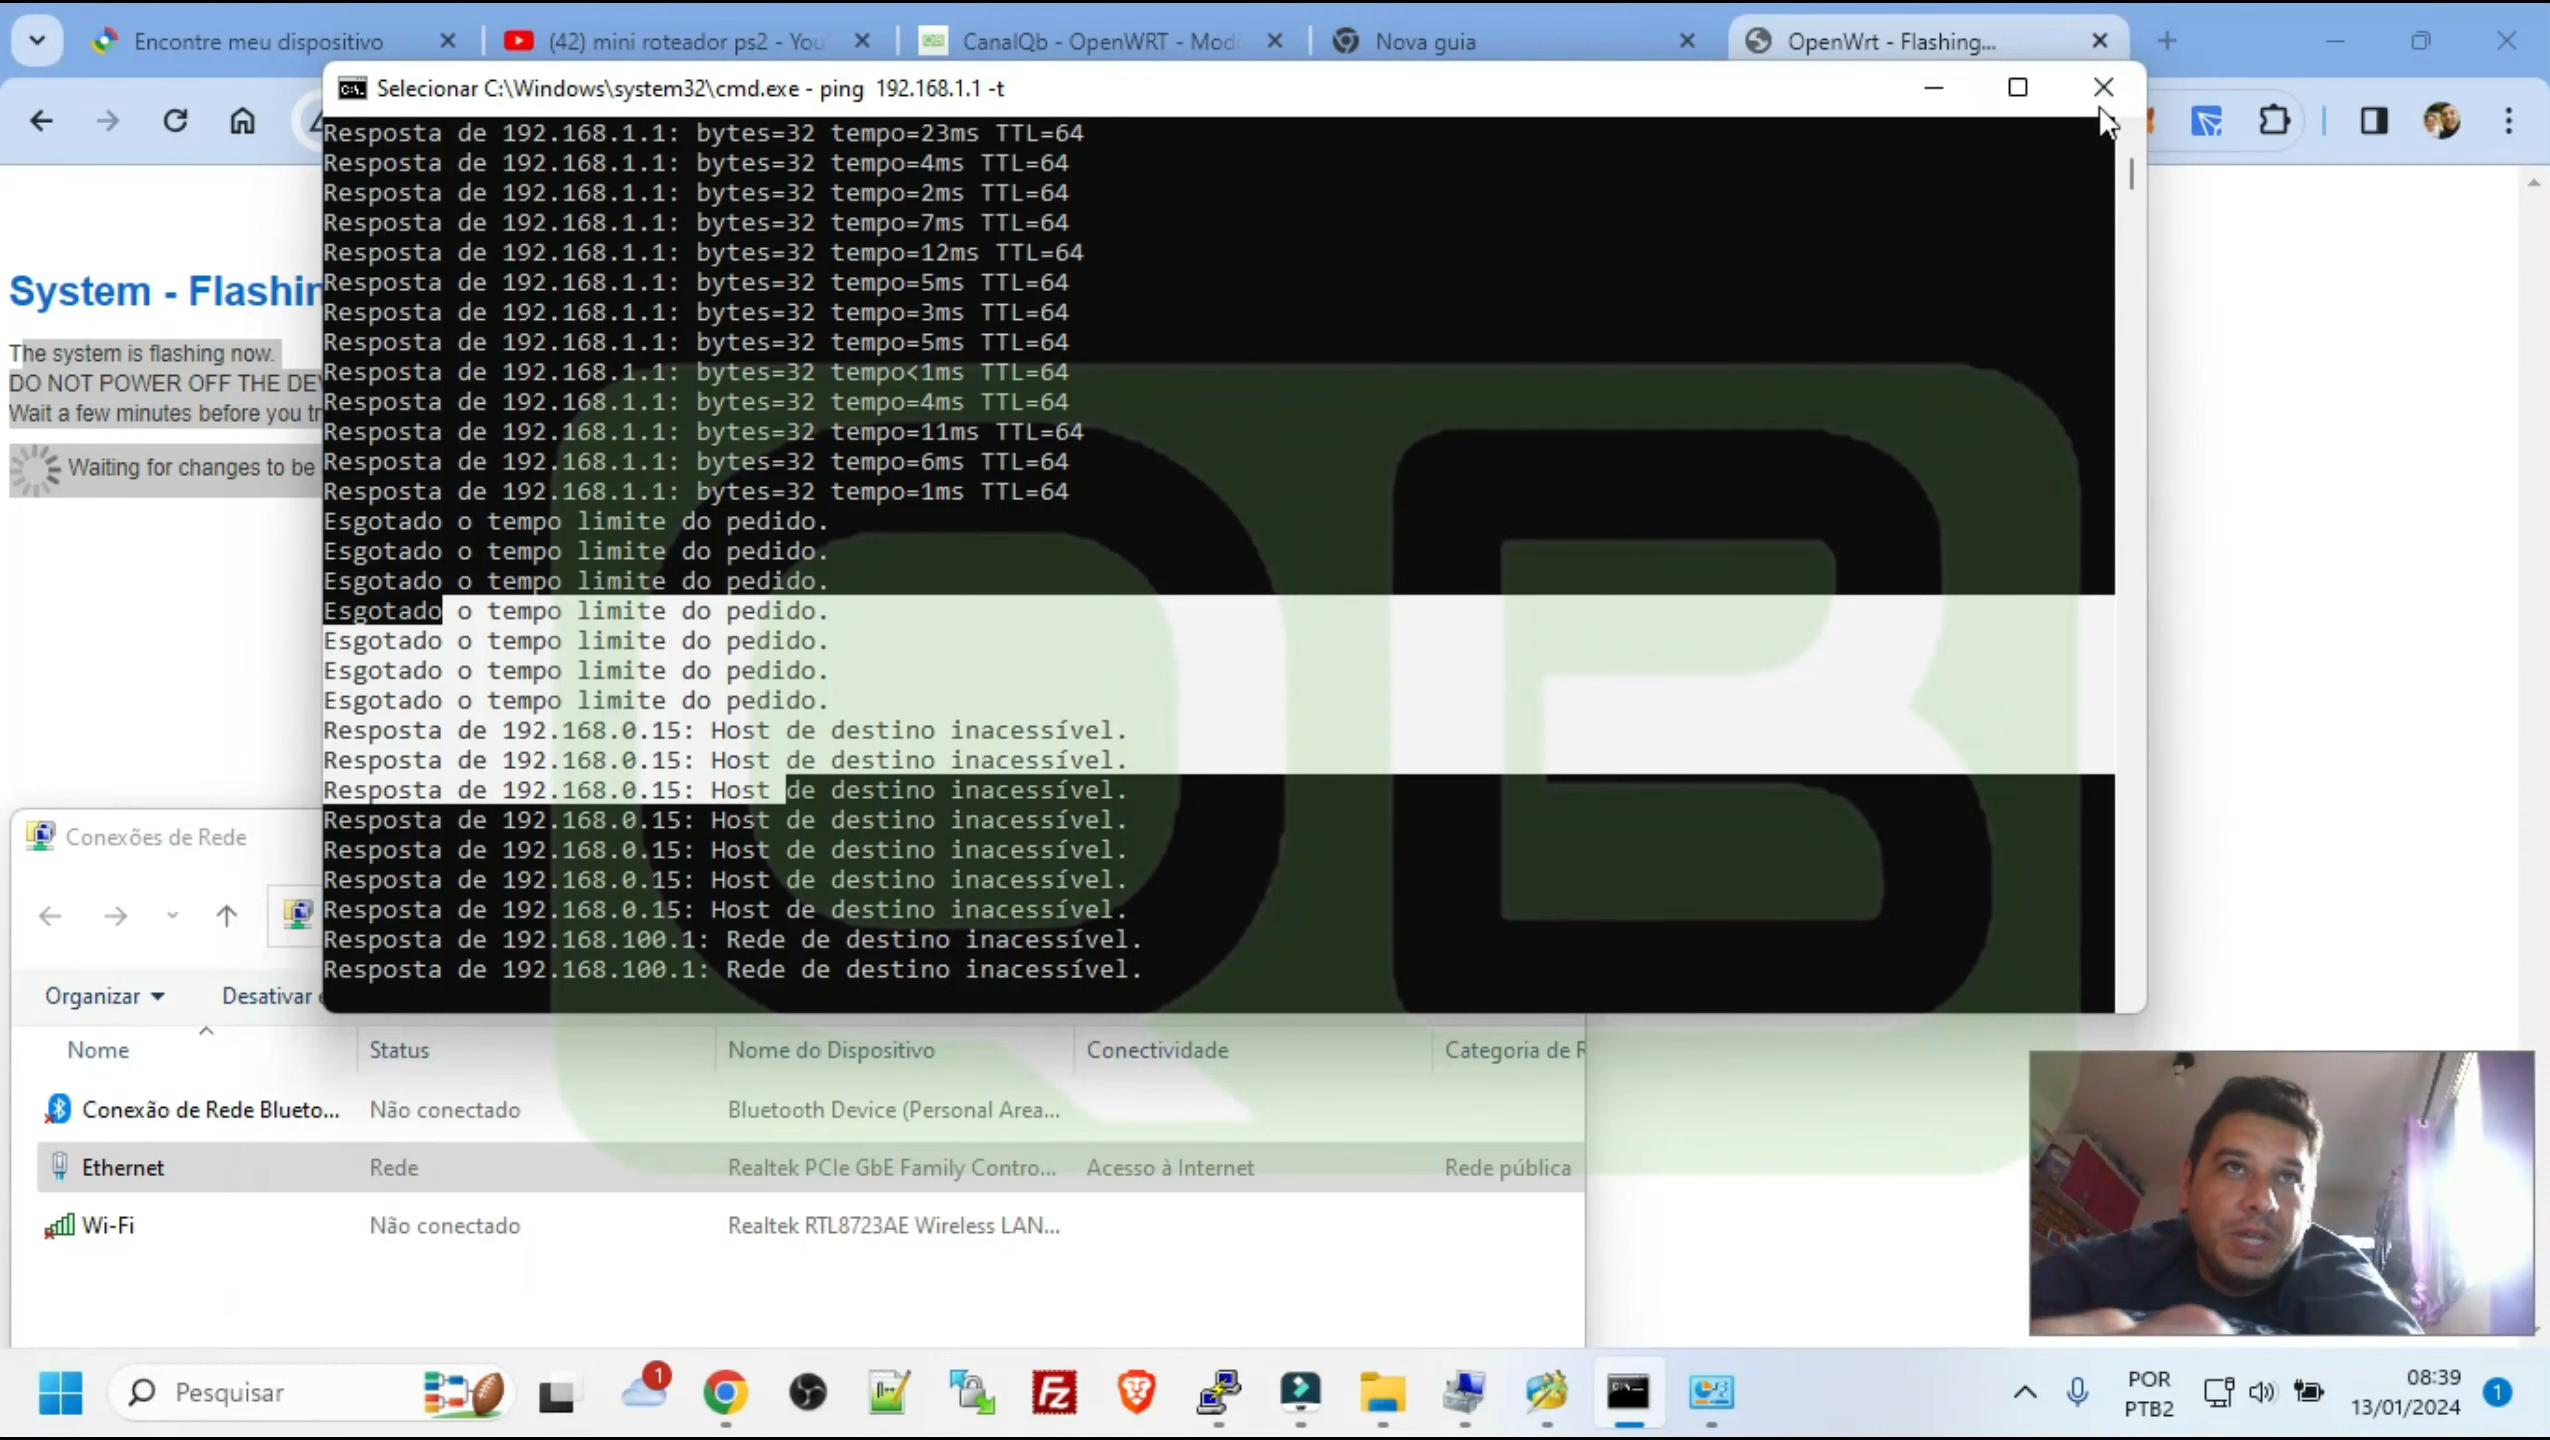 Encontre meu dispositivo
(42) mini roteador ps2 - You
CanalQb - OpenWRT - Mod
Nova guia
OpenWrt - Flashing...
Selecionar C:\Windows\system32\cmd.exe - ping 192.168.1.1 -t
Resposta de 192.168.1.1: bytes=32 tempo=23ms TTL=64
Resposta de 192.168.1.1: bytes=32 tempo=4ms TTL=64
Resposta de 192.168.1.1: bytes=32 tempo=2ms TTL=64
Resposta de 192.168.1.1: bytes=32 tempo=7ms TTL=64
Resposta de 192.168.1.1: bytes=32 tempo=12ms TTL=64
Resposta de 192.168.1.1: bytes=32 tempo=5ms TTL=64
Resposta de 192.168.1.1: bytes=32 tempo=3ms TTL=64
Resposta de 192.168.1.1: bytes=32 tempo=5ms TTL=64
Resposta de 192.168.1.1: bytes=32 tempo<1ms TTL=64
Resposta de 192.168.1.1: bytes=32 tempo=4ms TTL=64
Resposta de 192.168.1.1: bytes=32 tempo=11ms TTL=64
Resposta de 192.168.1.1: bytes=32 tempo=6ms TTL=64
Resposta de 192.168.1.1: bytes=32 tempo=1ms TTL=64
Esgotado o tempo limite do pedido.
Esgotado o tempo limite do pedido.
Esgotado o tempo limite do pedido.
Esgotado o tempo limite do pedido.
Esgotado o tempo limite do pedido.
Esgotado o tempo limite do pedido.
Esgotado o tempo limite do pedido.
Resposta de 192.168.0.15: Host de destino inacessível.
Resposta de 192.168.0.15: Host de destino inacessível.
Resposta de 192.168.0.15: Host de destino inacessível.
Resposta de 192.168.0.15: Host de destino inacessível.
Resposta de 192.168.0.15: Host de destino inacessível.
Resposta de 192.168.0.15: Host de destino inacessível.
Resposta de 192.168.0.15: Host de destino inacessível.
Resposta de 192.168.100.1: Rede de destino inacessível.
Resposta de 192.168.100.1: Rede de destino inacessível.
System - Flashin
The system is flashing now.
DO NOT POWER OFF THE DEV
Wait a few minutes before you tr
Waiting for changes to be
QB
Conexões de Rede
Organizar Desativar e
Nome Status Nome do Dispositivo Conectividade Categoria de R
Conexão de Rede Blueto... Não conectado Bluetooth Device (Personal Area...
Ethernet Rede Realtek PCIe GbE Family Contro... Acesso à Internet Rede pública
Wi-Fi Não conectado Realtek RTL8723AE Wireless LAN...
Pesquisar
1
FZ
POR
PTB2
08:39
13/01/2024
1